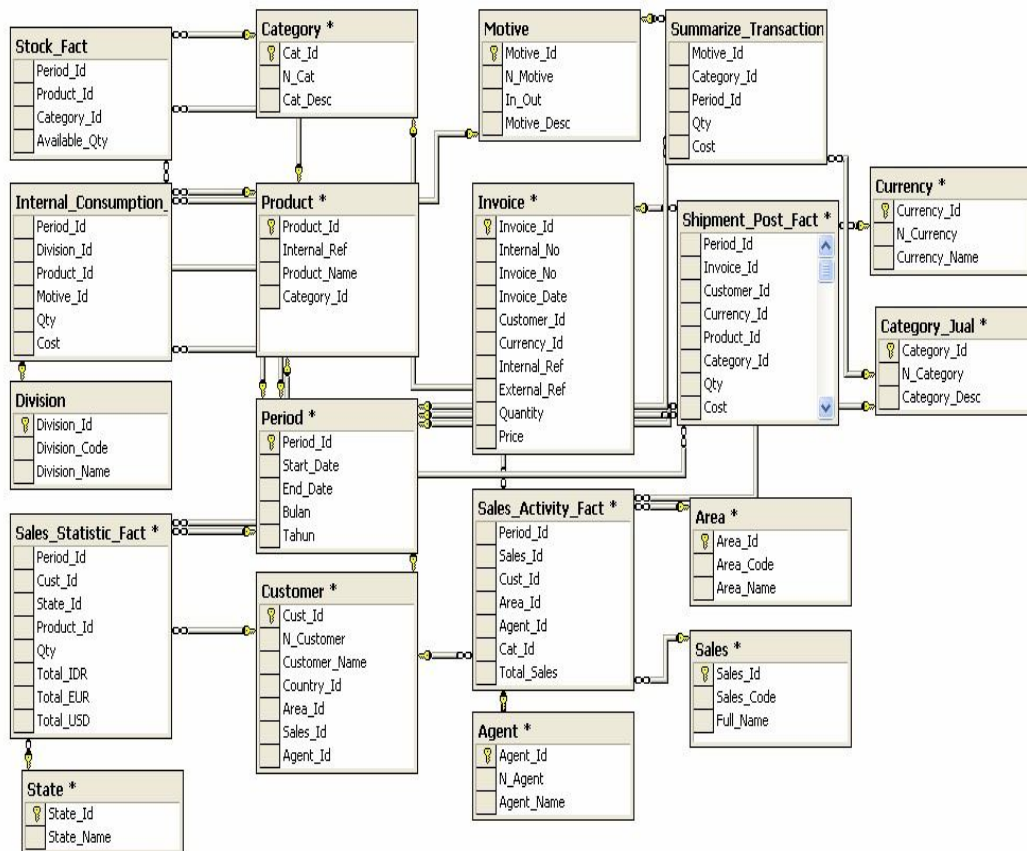 Stock_Fact
Period_Id
Product_Id
Category_Id
Available_Qty
Category *
Cat_Id
N_Cat
Cat_Desc
Motive
Motive_Id
N_Motive
In_Out
Motive_Desc
Summarize_Transaction
Motive_Id
Category_Id
Period_Id
Qty
Cost
Internal_Consumption_
Period_Id
Division_Id
Product_Id
Motive_Id
Qty
Cost
Product *
Product_Id
Internal_Ref
Product_Name
Category_Id
Invoice *
Invoice_Id
Internal_No
Invoice_No
Invoice_Date
Customer_Id
Currency_Id
Internal_Ref
External_Ref
Quantity
Price
Shipment_Post_Fact *
Period_Id
Invoice_Id
Customer_Id
Currency_Id
Product_Id
Category_Id
Qty
Cost
Currency *
Currency_Id
N_Currency
Currency_Name
Category_Jual *
Category_Id
N_Category
Category_Desc
Division
Division_Id
Division_Code
Division_Name
Period *
Period_Id
Start_Date
End_Date
Bulan
Tahun
Sales_Statistic_Fact *
Period_Id
Cust_Id
State_Id
Product_Id
Qty
Total_IDR
Total_EUR
Total_USD
Customer *
Cust_Id
N_Customer
Customer_Name
Country_Id
Area_Id
Sales_Id
Agent_Id
Sales_Activity_Fact *
Period_Id
Sales_Id
Cust_Id
Area_Id
Agent_Id
Cat_Id
Total_Sales
Area *
Area_Id
Area_Code
Area_Name
Sales *
Sales_Id
Sales_Code
Full_Name
Agent *
Agent_Id
N_Agent
Agent_Name
State *
State_Id
State_Name